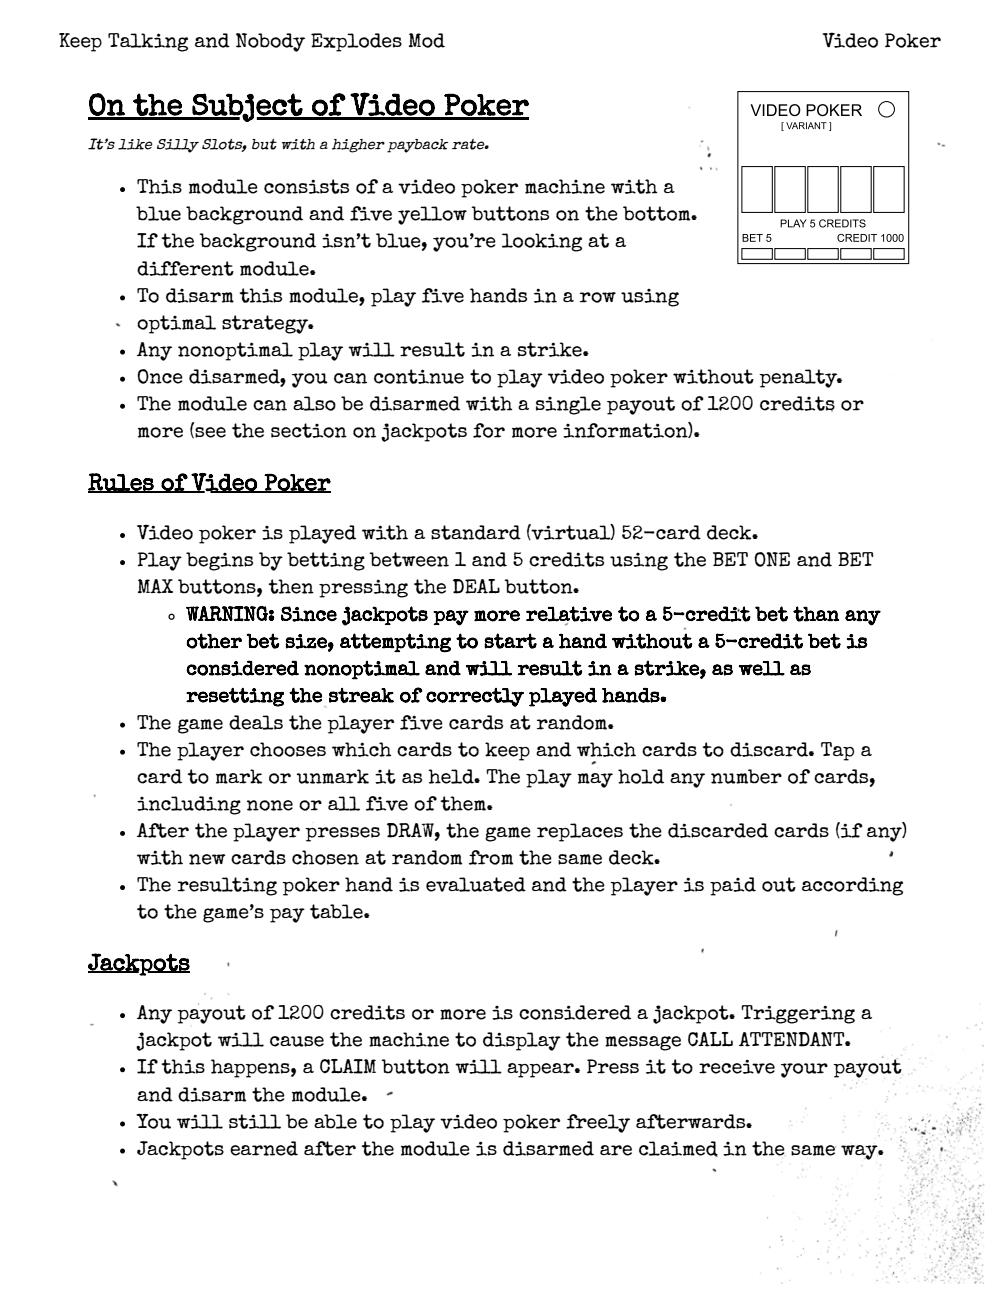 Keep Talking and Nobody Explodes Mod
Video Poker
On the Subject of Video Poker
It's like Silly Slots, but with a higher payback rate.
VIDEO POKER
[ VARIANT ]
PLAY 5 CREDITS
BET 5
CREDIT 1000
• This module consists of a video poker machine with a
blue background and five yellow buttons on the bottom.
If the background isn't blue, you're looking at a
different module.
• To disarm this module, play five hands in a row using
optimal strategy.
• Any nonoptimal play will result in a strike.
• Once disarmed, you can continue to play video poker without penalty.
• The module can also be disarmed with a single payout of 1200 credits or
more (see the section on jackpots for more information).
Rules of Video Poker
• Video poker is played with a standard (virtual) 52-card deck.
• Play begins by betting between 1 and 5 credits using the BET ONE and BET
MAX buttons, then pressing the DEAL button.
◦ WARNING: Since jackpots pay more relative to a 5-credit bet than any
other bet size, attempting to start a hand without a 5-credit bet is
considered nonoptimal and will result in a strike, as well as
resetting the streak of correctly played hands.
• The game deals the player five cards at random.
• The player chooses which cards to keep and which cards to discard. Tap a
card to mark or unmark it as held. The play may hold any number of cards,
including none or all five of them.
• After the player presses DRAW, the game replaces the discarded cards (if any)
with new cards chosen at random from the same deck.
• The resulting poker hand is evaluated and the player is paid out according
to the game's pay table.
Jackpots
• Any payout of 1200 credits or more is considered a jackpot. Triggering a
jackpot will cause the machine to display the message CALL ATTENDANT.
• If this happens, a CLAIM button will appear. Press it to receive your payout
and disarm the module.
• You will still be able to play video poker freely afterwards.
• Jackpots earned after the module is disarmed are claimed in the same way.